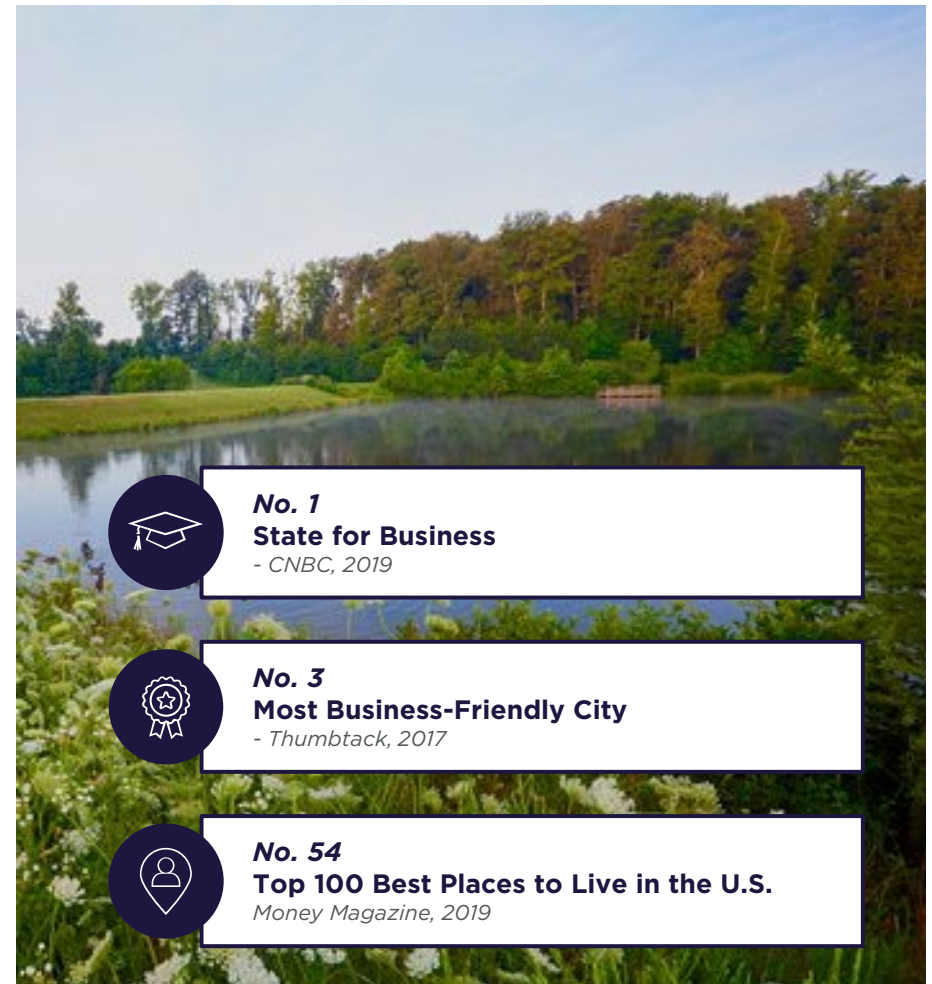 No. 1
State for Business
- CNBC, 2019
No. 3
Most Business-Friendly City
- Thumbtack, 2017
No. 54
Top 100 Best Places to Live in the U.S.
Money Magazine, 2019